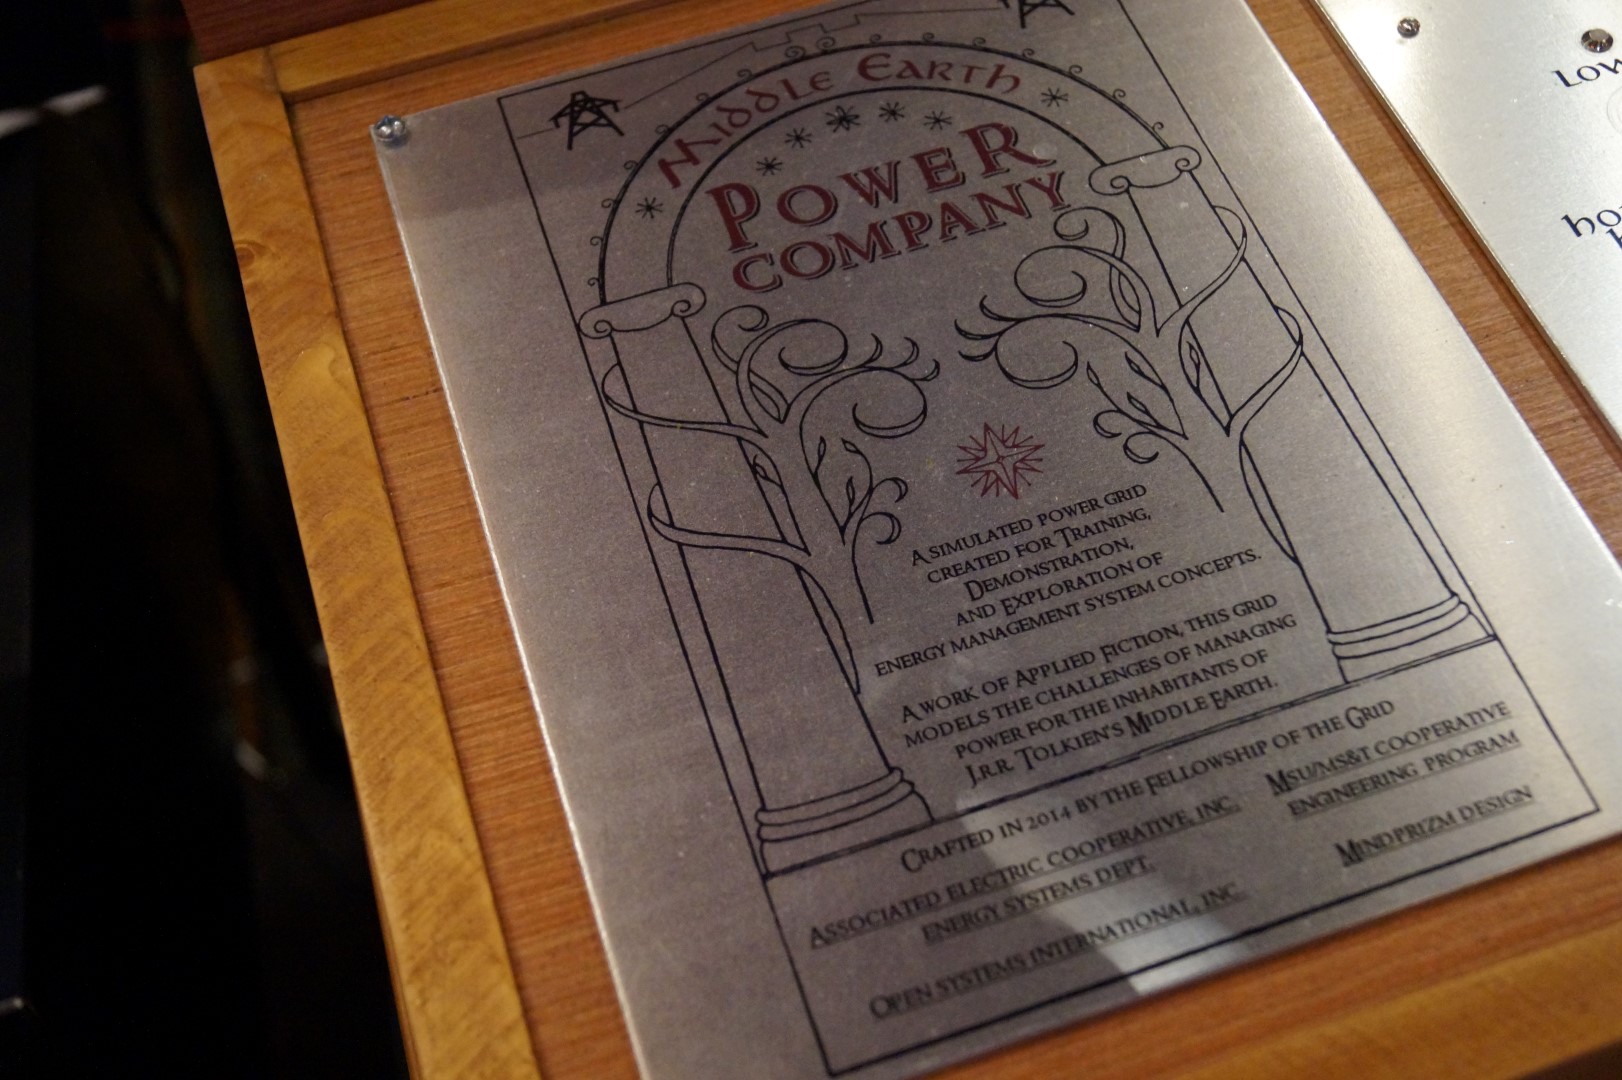 Middle Earth
Power
Company
A simulated power grid
created for Training,
Demonstration,
and Exploration of
energy management system concepts.
A work of Applied Fiction, this grid
models the challenges of managing
power for the inhabitants of
J.R.R. Tolkien's Middle Earth.
Crafted in 2014 by the Fellowship of the Grid
Associated Electric Cooperative, Inc.
Energy Systems Dept.
Msu/Ms&t Cooperative
Engineering Program
Open Systems International, Inc.
Mindprizm Design